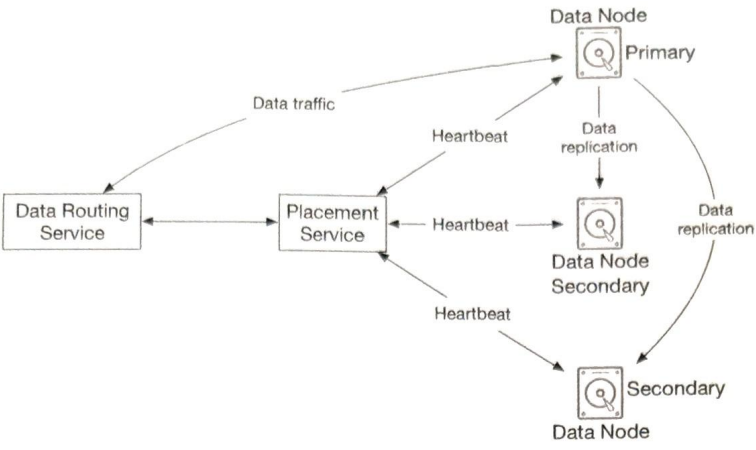 Data Node
Primary
Data traffic
Heartbeat
Data
replication
Data Routing
Service
Placement
Service
Heartbeat
Data Node
Secondary
Data
replication
Heartbeat
Secondary
Data Node